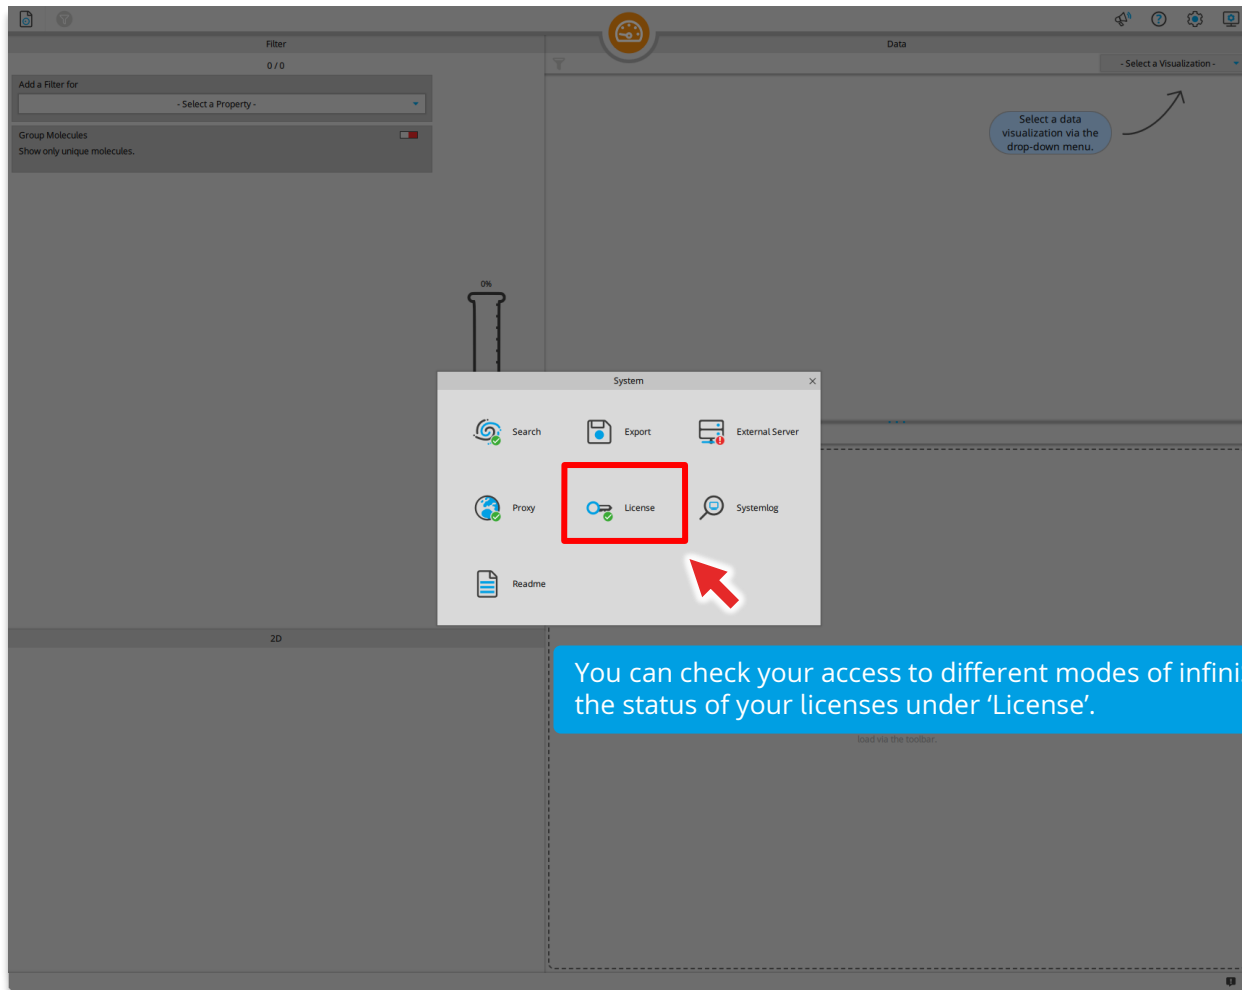 Filter
Data
0 / 0
- Select a Visualization -
Add a Filter for
- Select a Property -
Group Molecules
Show only unique molecules.
Select a data
visualization via the
drop-down menu.
0%
System
Search
Export
External Server
Proxy
License
Systemlog
Readme
2D
You can check your access to different modes of
the status of your licenses under ‘License’.
load via the toolbar.